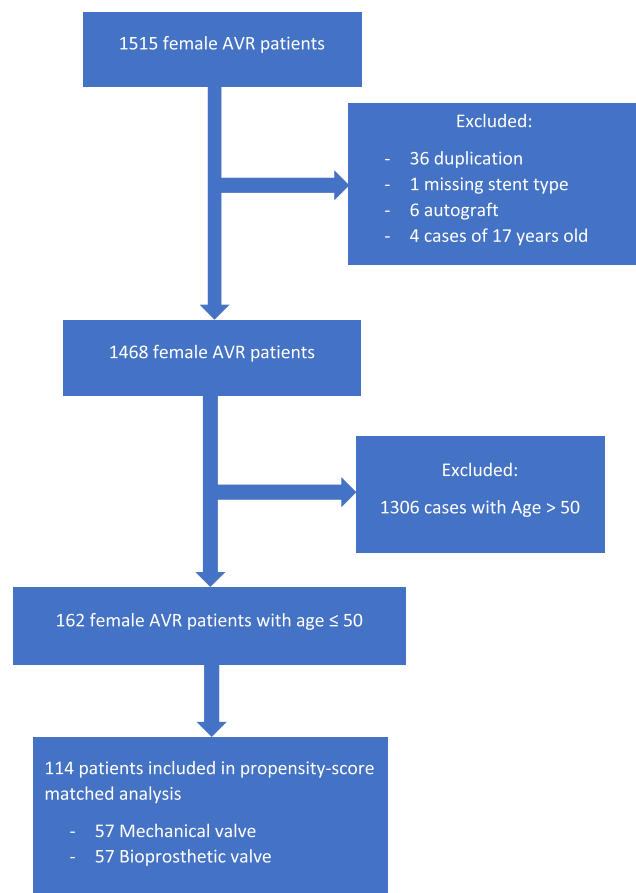 1515 female AVR patients
Excluded:
- 36 duplication
- 1 missing stent type
- 6 autograft
- 4 cases of 17 years old
1468 female AVR patients
Excluded:
1306 cases with Age > 50
162 female AVR patients with age ≤ 50
114 patients included in propensity-score
matched analysis
- 57 Mechanical valve
- 57 Bioprosthetic valve